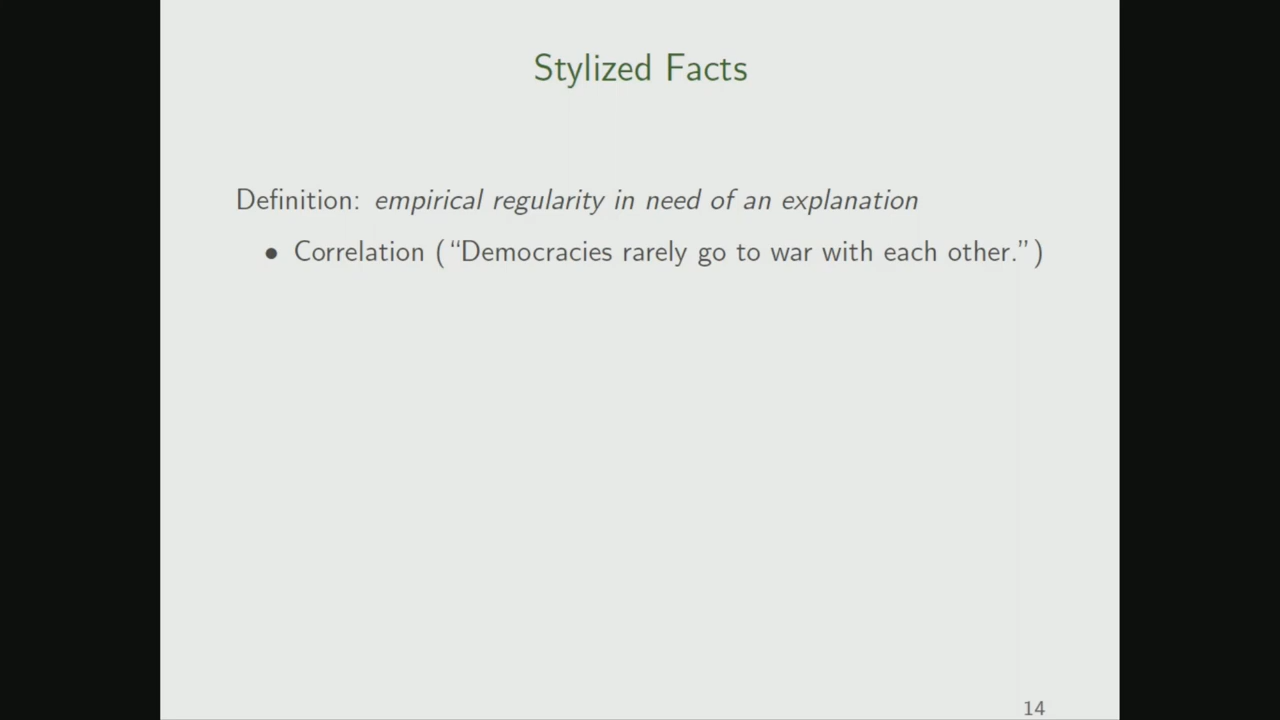 Stylized Facts
Definition: empirical regularity in need of an explanation
• Correlation (“Democracies rarely go to war with each other.”)
14